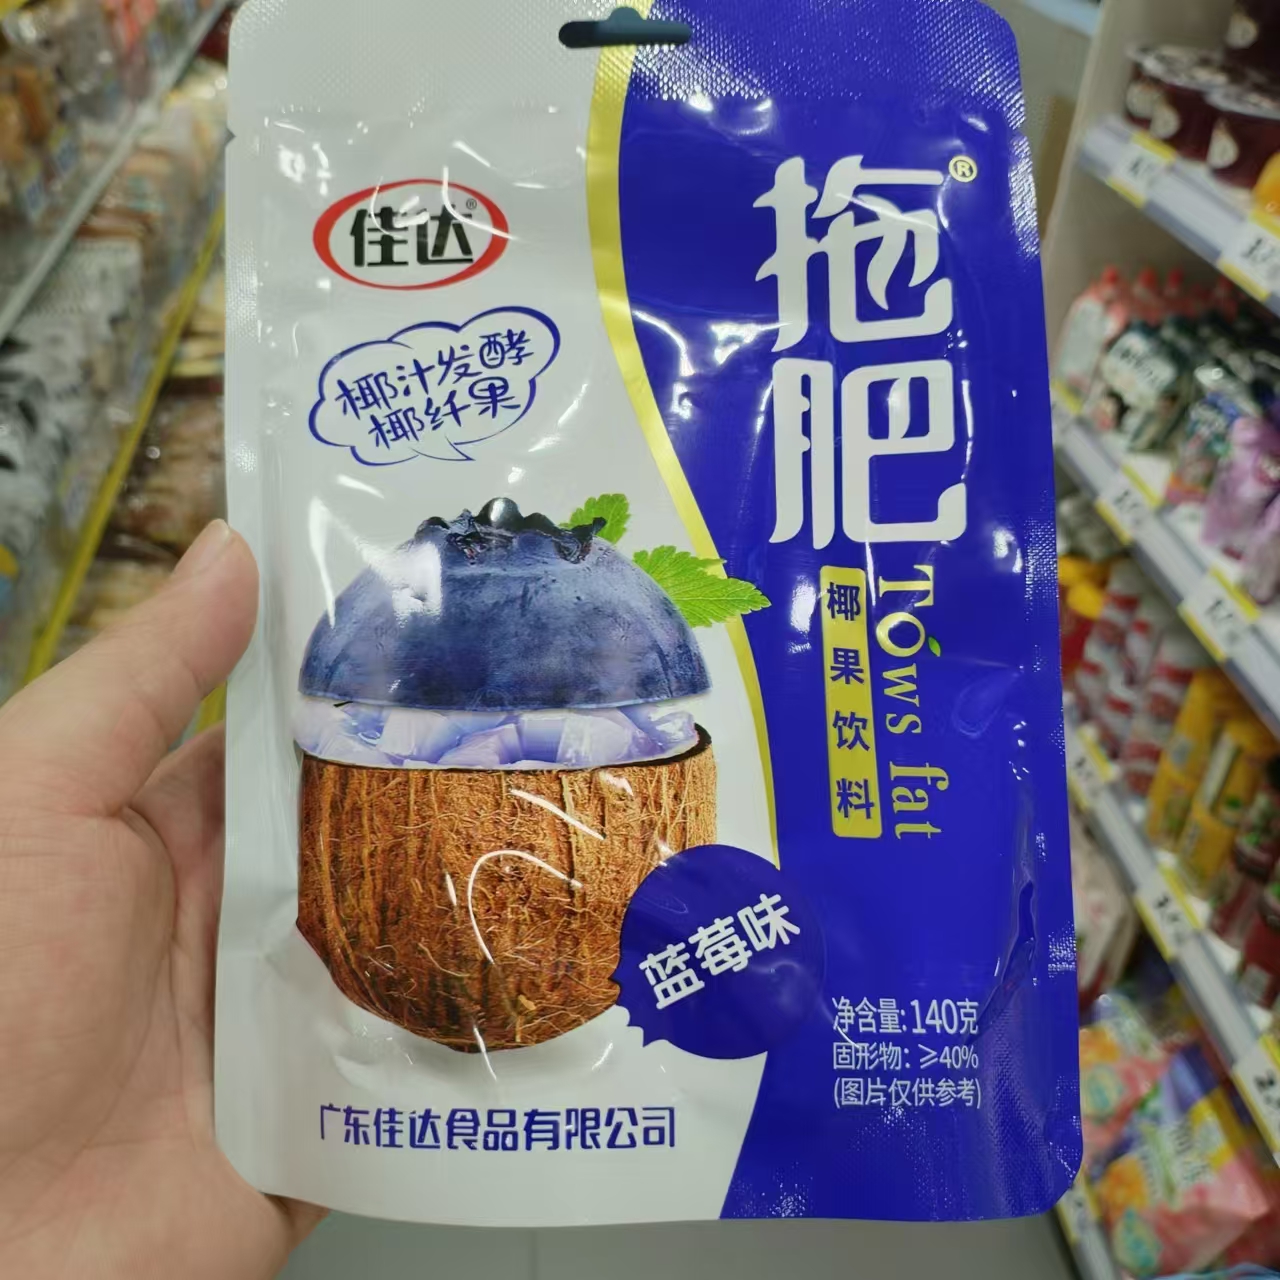 佳达®
椰汁发酵
椰纤果
拖肥®
Tows fat
椰果饮料
蓝莓味
净含量:140克
固形物:≥40%
(图片仅供参考)
广东佳达食品有限公司